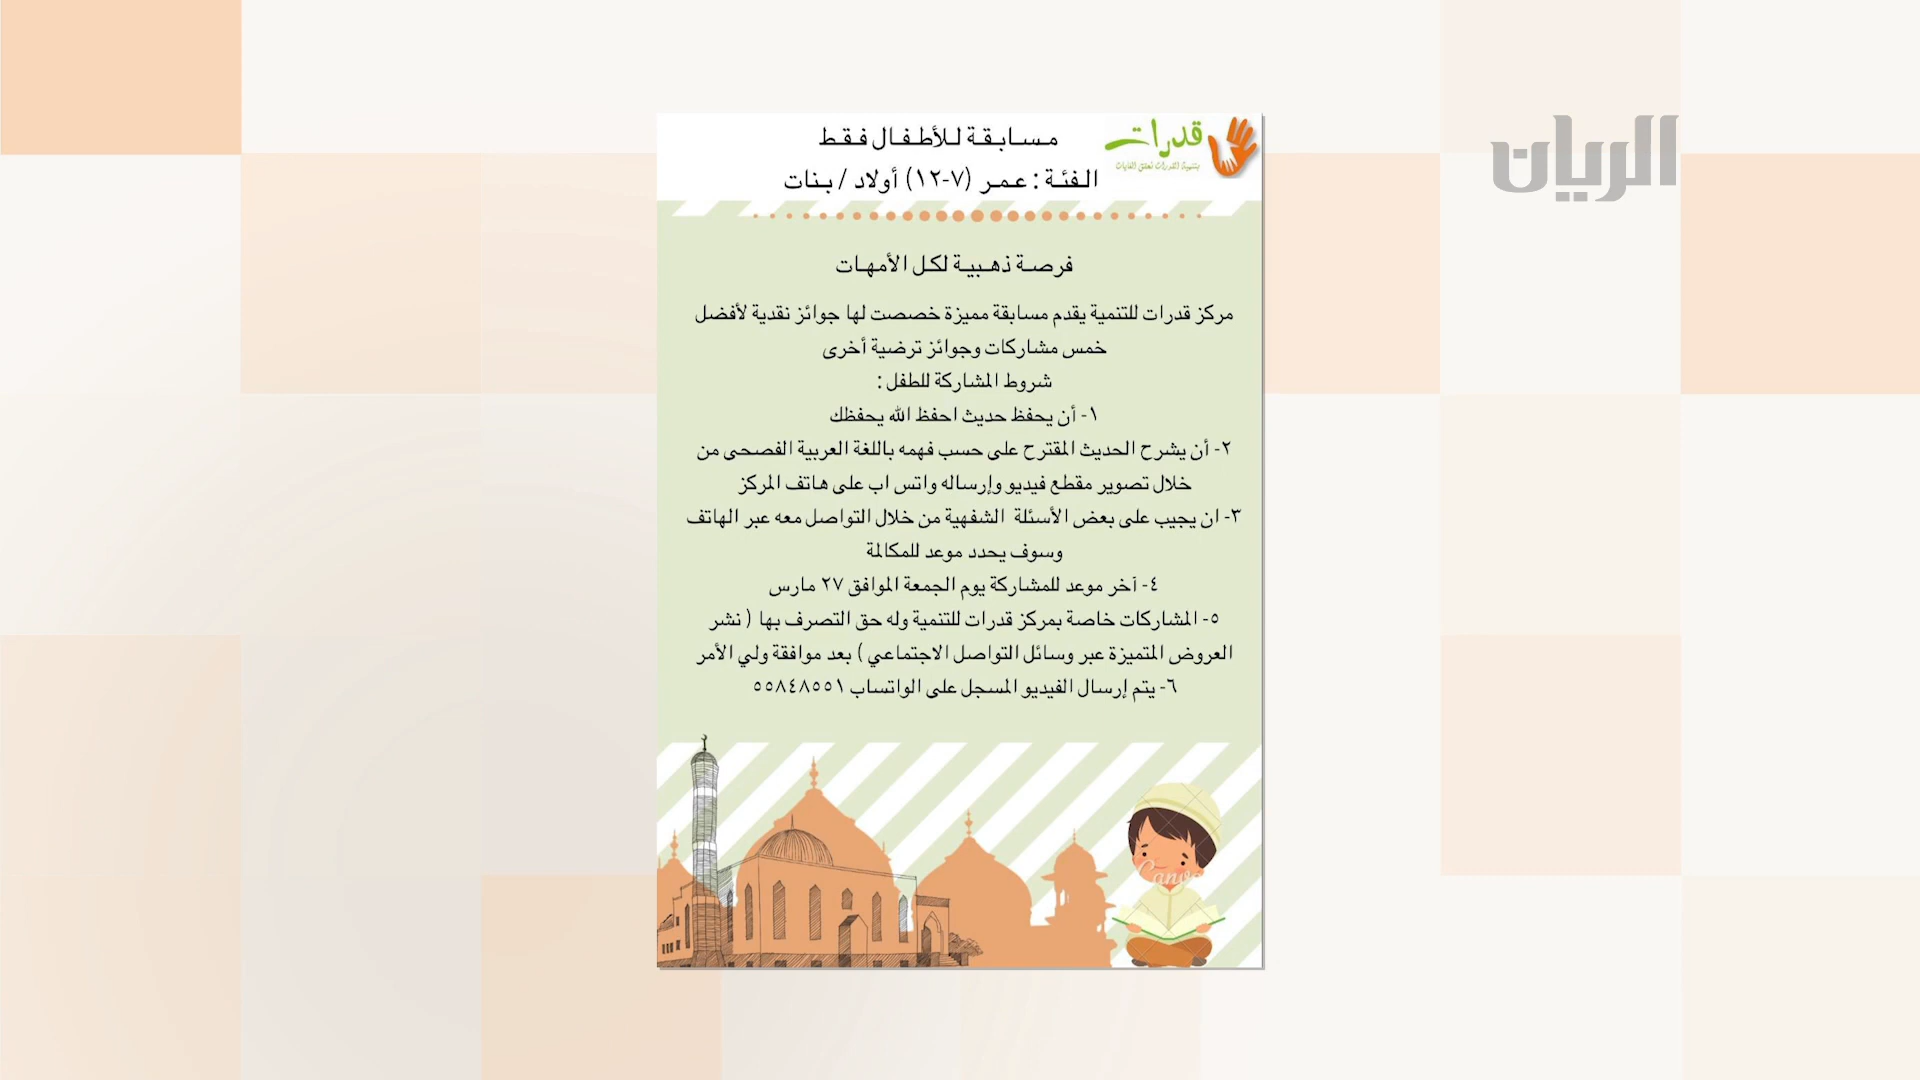 الريان
قدرات
بتنمية القدرات تتحقق الغايات
مسابقة للأطفال فقط
الفئة : عمر (٧-١٢) أولاد / بنات
فرصة ذهبية لكل الأمهات
مركز قدرات للتنمية يقدم مسابقة مميزة خصصت لها جوائز نقدية لأفضل
خمس مشاركات وجوائز ترضية أخرى
شروط المشاركة للطفل :
١- أن يحفظ حديث احفظ الله يحفظك
٢- أن يشرح الحديث المقترح على حسب فهمه باللغة العربية الفصحى من
خلال تصوير مقطع فيديو وإرساله واتس اب على هاتف المركز
٣- ان يجيب على بعض الأسئلة الشفهية من خلال التواصل معه عبر الهاتف
وسوف يحدد موعد للمكالمة
٤- آخر موعد للمشاركة يوم الجمعة الموافق ٢٧ مارس
٥- المشاركات خاصة بمركز قدرات للتنمية وله حق التصرف بها ( نشر
العروض المتميزة عبر وسائل التواصل الاجتماعي ) بعد موافقة ولي الأمر
٦- يتم إرسال الفيديو المسجل على الواتساب ٥٥٨٤٨٥٥١
Canva